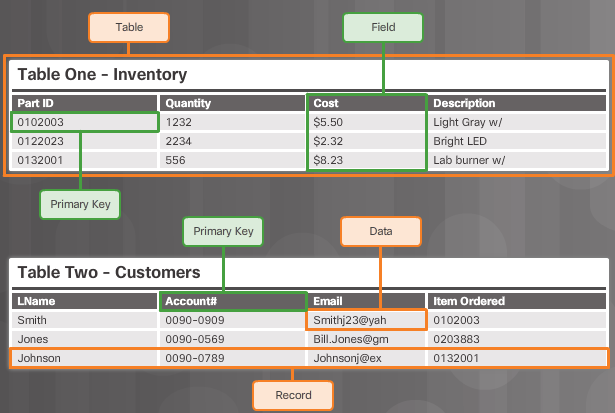 Table Field
Table One - Inventory
Part ID Quantity Cost Description
0102003 1232 $5.50 Light Gray w/
0122023 2234 $2.32 Bright LED
0132001 556 $8.23 Lab burner w/
Primary Key
Primary Key Data
Table Two - Customers
LName Account# Email Item Ordered
Smith 0090-0909 Smithj23@yah 0102003
Jones 0090-0569 Bill.Jones@gm 0203883
Johnson 0090-0789 Johnsonj@ex 0132001
Record